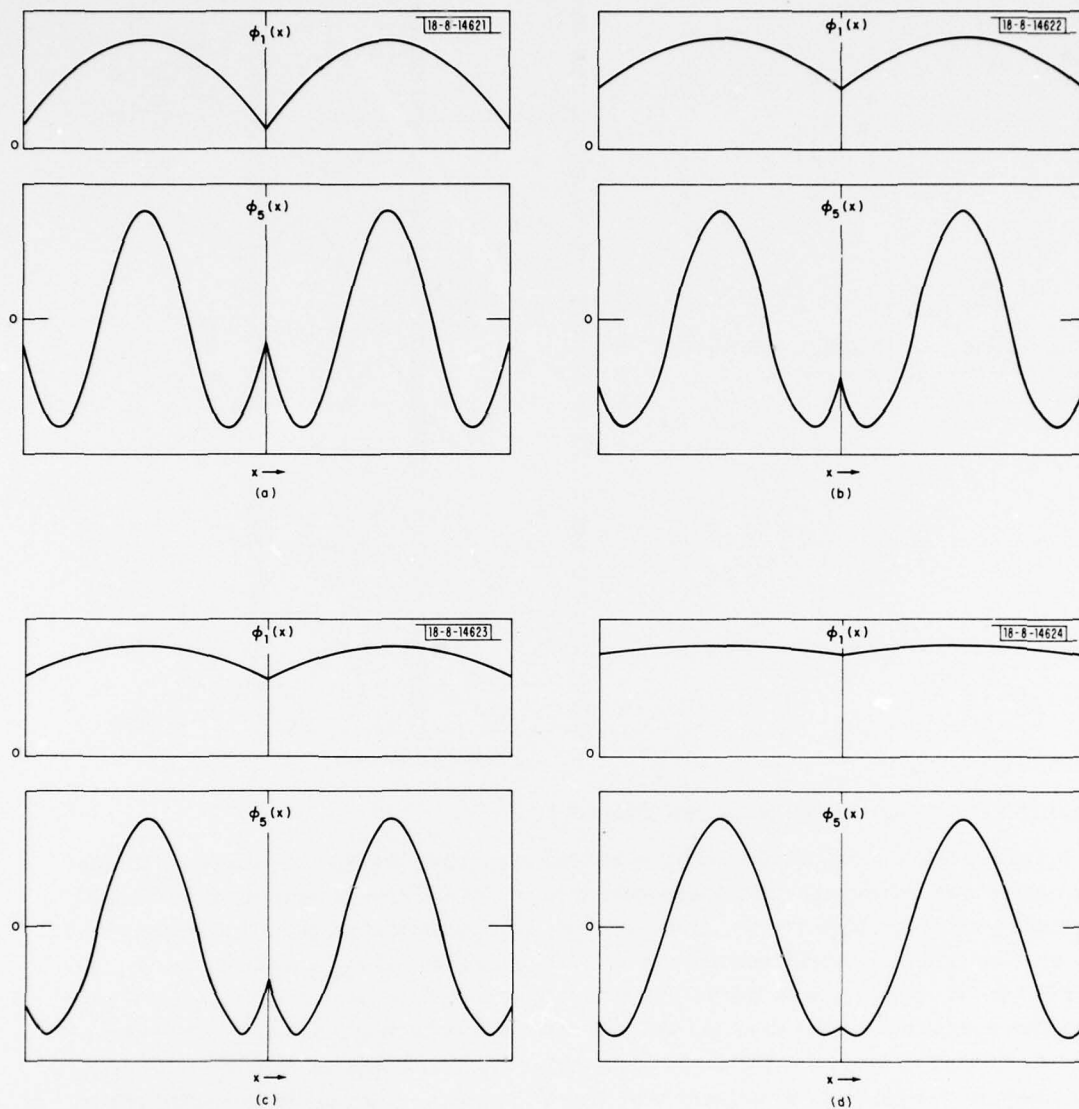 ϕ₁(x) 18-8-14621
0
ϕ₅(x)
0
x →
(a)
ϕ₁(x) 18-8-14622
0
ϕ₅(x)
0
x →
(b)
ϕ₁(x) 18-8-14623
0
ϕ₅(x)
0
x →
(c)
ϕ₁(x) 18-8-14624
0
ϕ₅(x)
0
x →
(d)